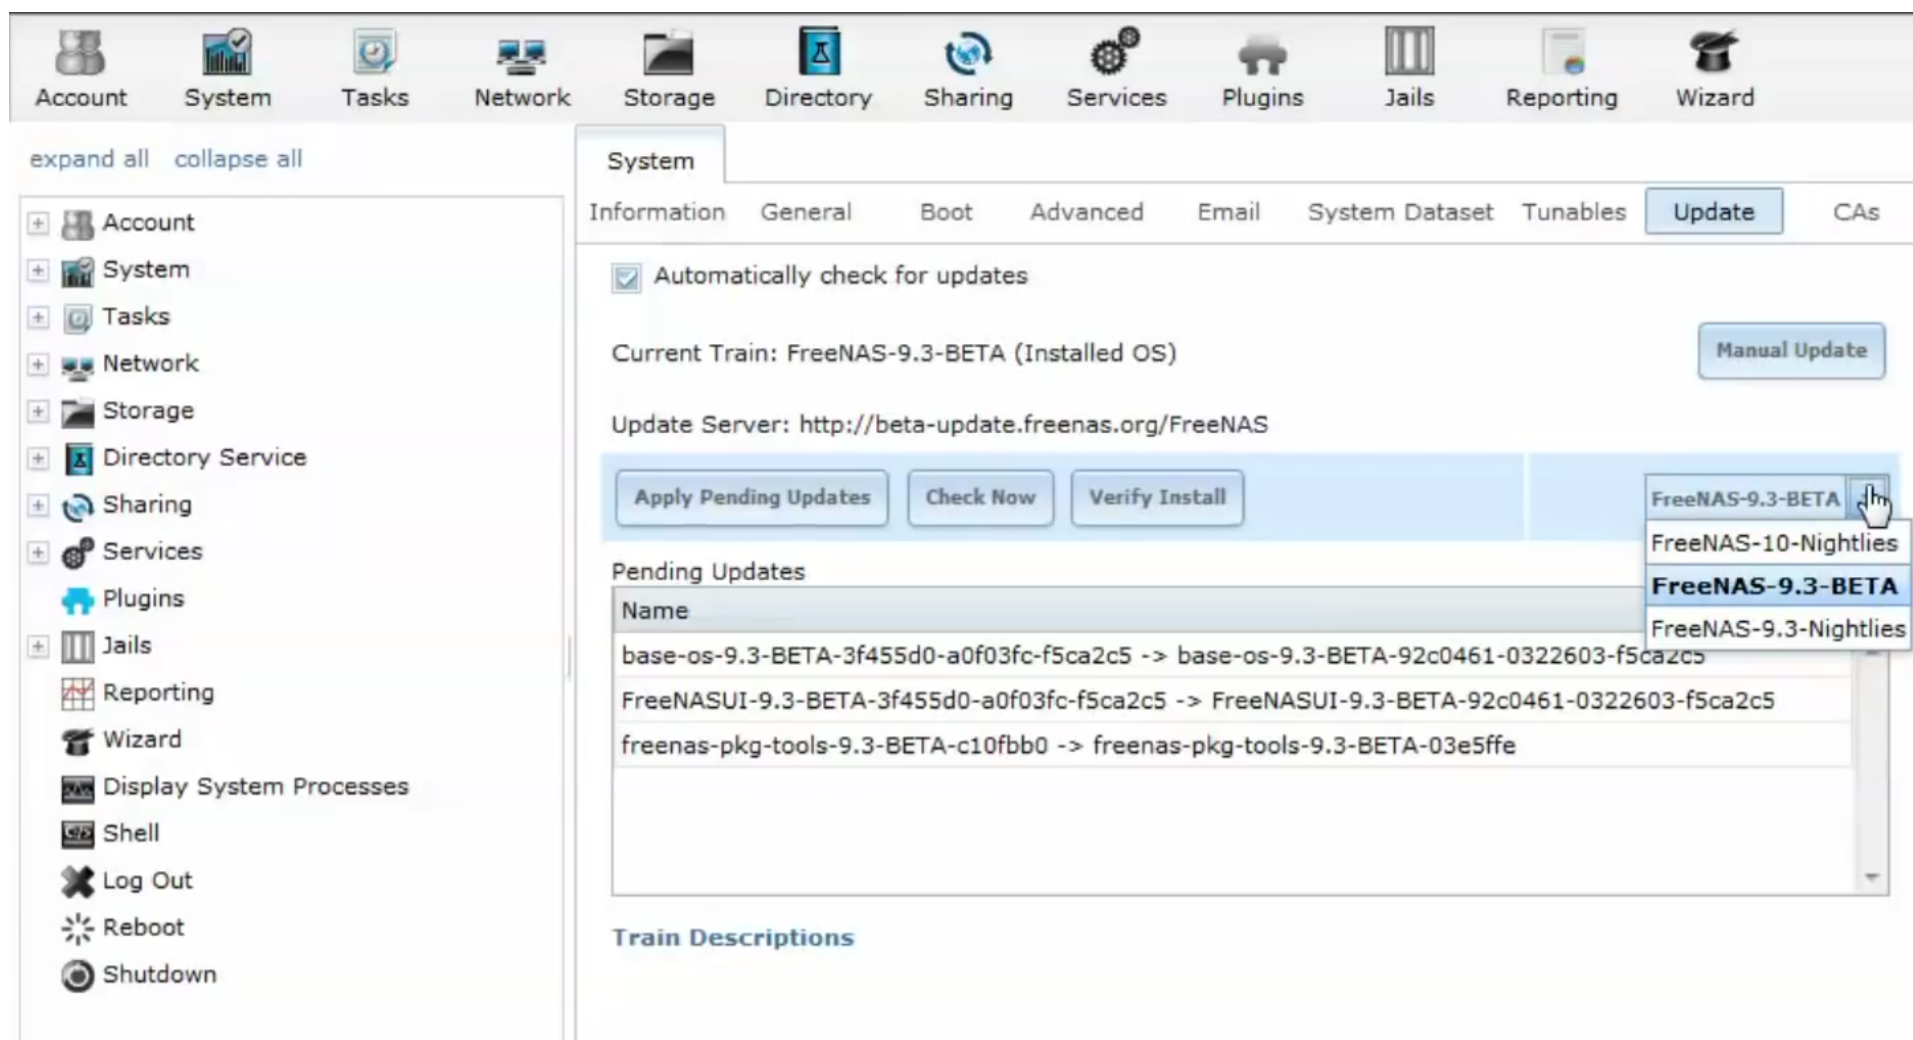 Account System Tasks Network Storage Directory Sharing Services Plugins Jails Reporting Wizard
expand all collapse all
Account
System
Tasks
Network
Storage
Directory Service
Sharing
Services
Plugins
Jails
Reporting
Wizard
Display System Processes
Shell
Log Out
Reboot
Shutdown
System
Information General Boot Advanced Email System Dataset Tunables Update CAs
Automatically check for updates
Current Train: FreeNAS-9.3-BETA (Installed OS)
Manual Update
Update Server: http://beta-update.freenas.org/FreeNAS
Apply Pending Updates Check Now Verify Install FreeNAS-9.3-BETA
FreeNAS-10-Nightlies
FreeNAS-9.3-BETA
FreeNAS-9.3-Nightlies
Pending Updates
Name
base-os-9.3-BETA-3f455d0-a0f03fc-f5ca2c5 -> base-os-9.3-BETA-92c0461-0322603-f5ca2c5
FreeNASUI-9.3-BETA-3f455d0-a0f03fc-f5ca2c5 -> FreeNASUI-9.3-BETA-92c0461-0322603-f5ca2c5
freenas-pkg-tools-9.3-BETA-c10fbb0 -> freenas-pkg-tools-9.3-BETA-03e5ffe
Train Descriptions